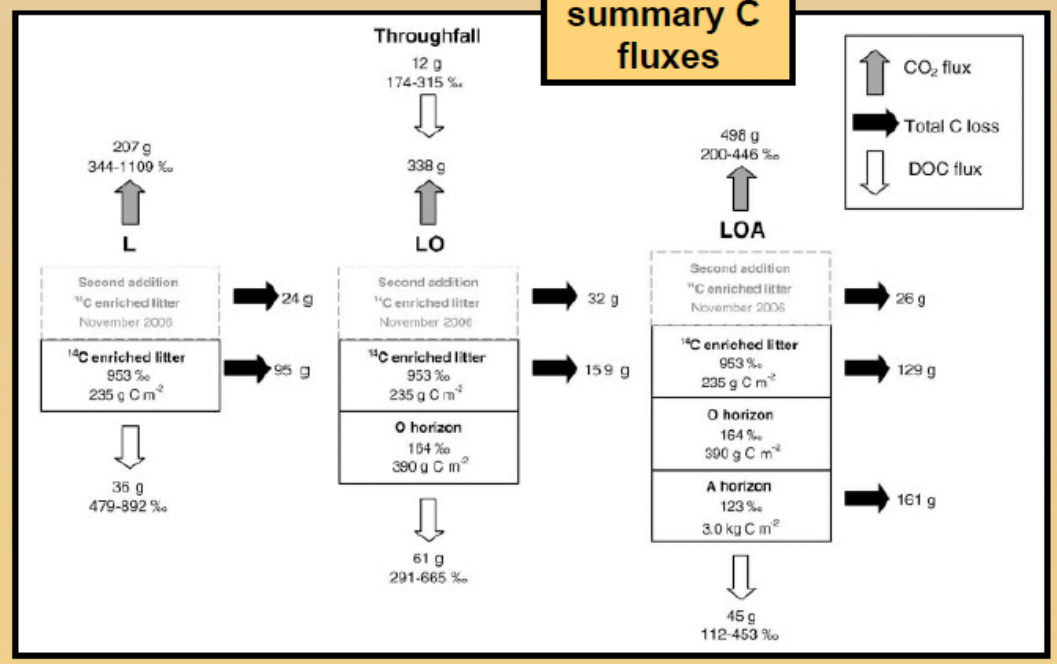 summary C
fluxes
Throughfall
12 g
174-315 ‰
CO₂ flux
Total C loss
DOC flux
207 g
344-1109 ‰
L
Second addition
¹⁴C enriched litter
November 2006
24 g
¹⁴C enriched litter
953 ‰
235 g C m⁻²
95 g
36 g
479-892 ‰
338 g
LO
Second addition
¹⁴C enriched litter
November 2006
32 g
¹⁴C enriched litter
953 ‰
235 g C m⁻²
159 g
O horizon
164 ‰
390 g C m⁻²
61 g
291-665 ‰
498 g
200-446 ‰
LOA
Second addition
¹⁴C enriched litter
November 2006
26 g
¹⁴C enriched litter
953 ‰
235 g C m⁻²
129 g
O horizon
164 ‰
390 g C m⁻²
A horizon
123 ‰
3.0 kg C m⁻²
161 g
45 g
112-453 ‰